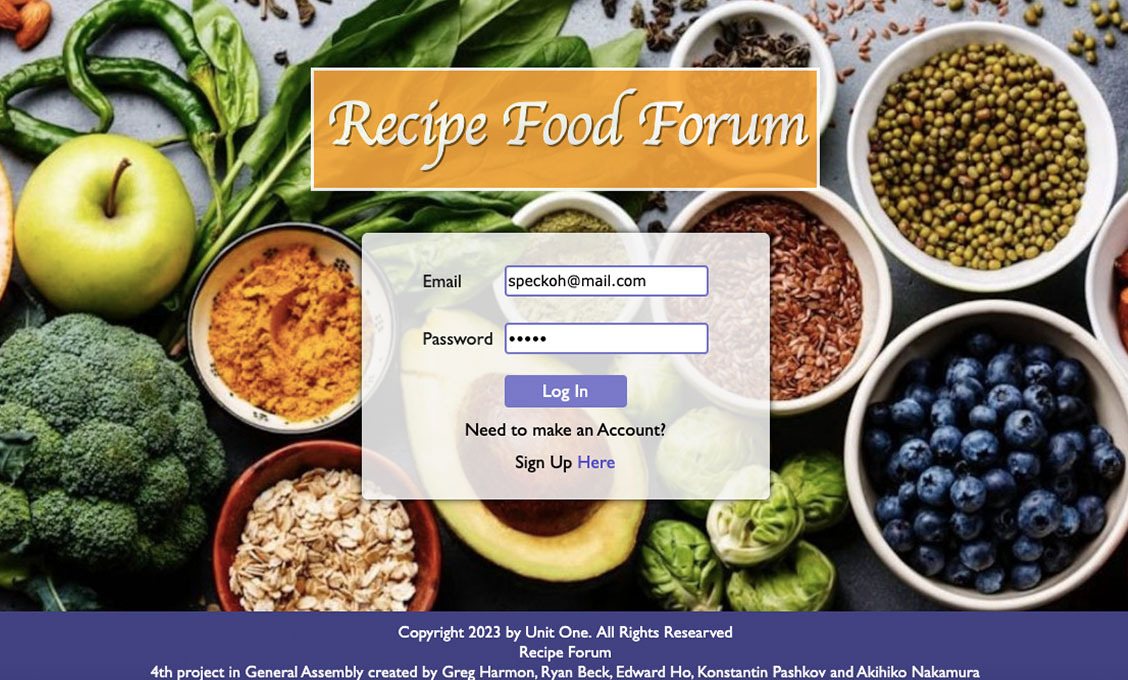 Recipe Food Forum
Email speckoh@mail.com
Password •••••
Log In
Need to make an Account?
Sign Up Here
Copyright 2023 by Unit One. All Rights Researved
Recipe Forum
4th project in General Assembly created by Greg Harmon, Ryan Beck, Edward Ho, Konstantin Pashkov and Akihiko Nakamura